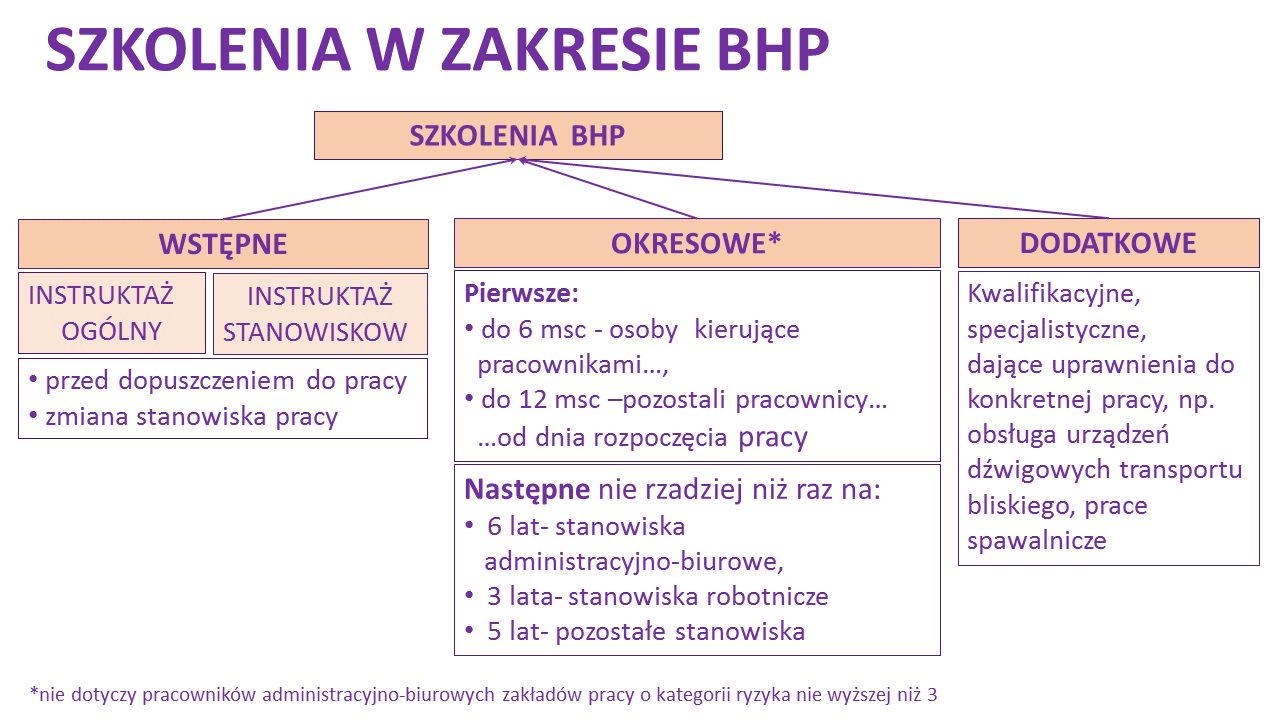 SZKOLENIA W ZAKRESIE BHP
SZKOLENIA BHP
WSTĘPNE
INSTRUKTAŻ
OGÓLNY
INSTRUKTAŻ
STANOWISKOW
• przed dopuszczeniem do pracy
• zmiana stanowiska pracy
OKRESOWE*
Pierwsze:
• do 6 msc - osoby kierujące
pracownikami…,
• do 12 msc –pozostali pracownicy…
…od dnia rozpoczęcia pracy
Następne nie rzadziej niż raz na:
• 6 lat- stanowiska
administracyjno-biurowe,
• 3 lata- stanowiska robotnicze
• 5 lat- pozostałe stanowiska
DODATKOWE
Kwalifikacyjne,
specjalistyczne,
dające uprawnienia do
konkretnej pracy, np.
obsługa urządzeń
dźwigowych transportu
bliskiego, prace
spawalnicze
*nie dotyczy pracowników administracyjno-biurowych zakładów pracy o kategorii ryzyka nie wyższej niż 3